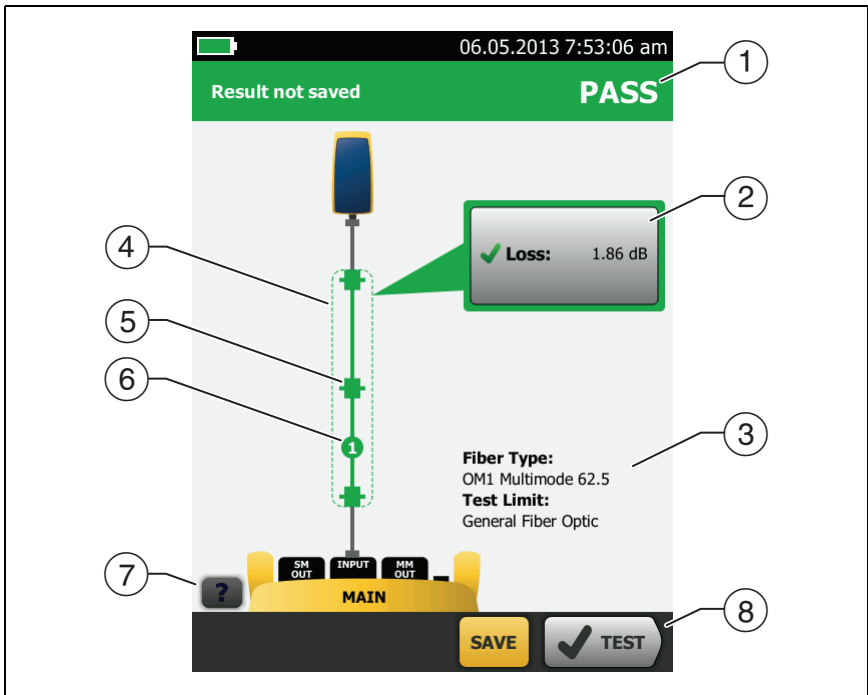 06.05.2013 7:53:06 am
1
Result not saved
PASS
2
Loss: 1.86 dB
4
5
6
1
3
Fiber Type:
OM1 Multimode 62.5
Test Limit:
General Fiber Optic
SM OUT
INPUT
MM OUT
7
?
MAIN
8
SAVE
TEST